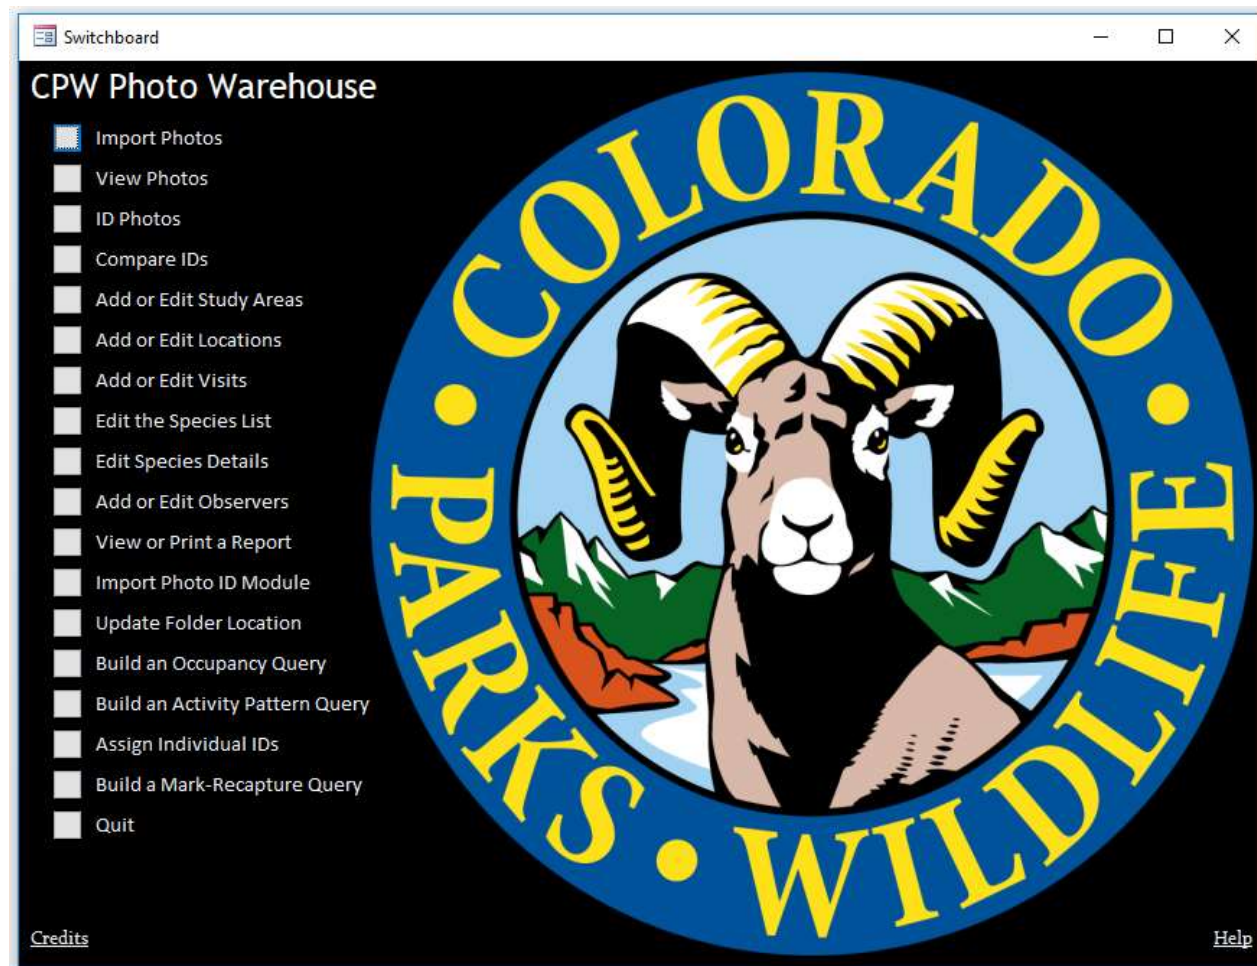 Switchboard
CPW Photo Warehouse
Import Photos
View Photos
ID Photos
Compare IDs
Add or Edit Study Areas
Add or Edit Locations
Add or Edit Visits
Edit the Species List
Edit Species Details
Add or Edit Observers
View or Print a Report
Import Photo ID Module
Update Folder Location
Build an Occupancy Query
Build an Activity Pattern Query
Assign Individual IDs
Build a Mark-Recapture Query
Quit
COLORADO
PARKS • WILDLIFE
Credits
Help